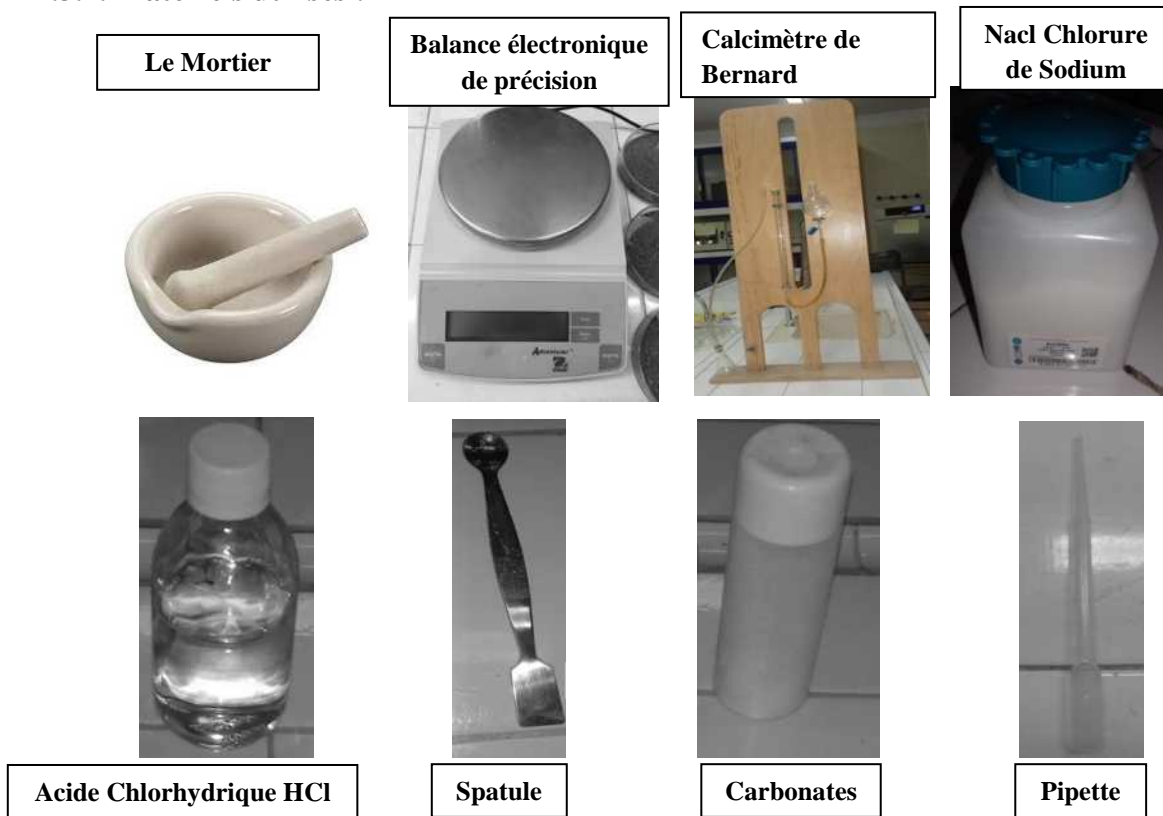 Le Mortier
Balance électronique
de précision
Calcimètre de
Bernard
Nacl Chlorure
de Sodium
Acide Chlorhydrique HCl
Spatule
Carbonates
Pipette